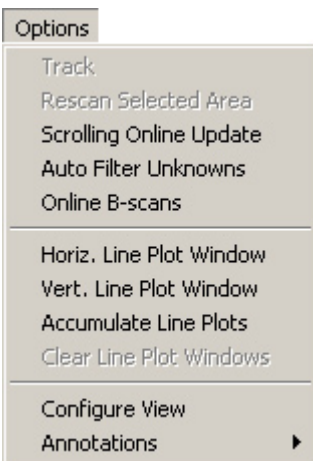 Options
Track
Rescan Selected Area
Scrolling Online Update
Auto Filter Unknowns
Online B-scans
Horiz. Line Plot Window
Vert. Line Plot Window
Accumulate Line Plots
Clear Line Plot Windows
Configure View
Annotations